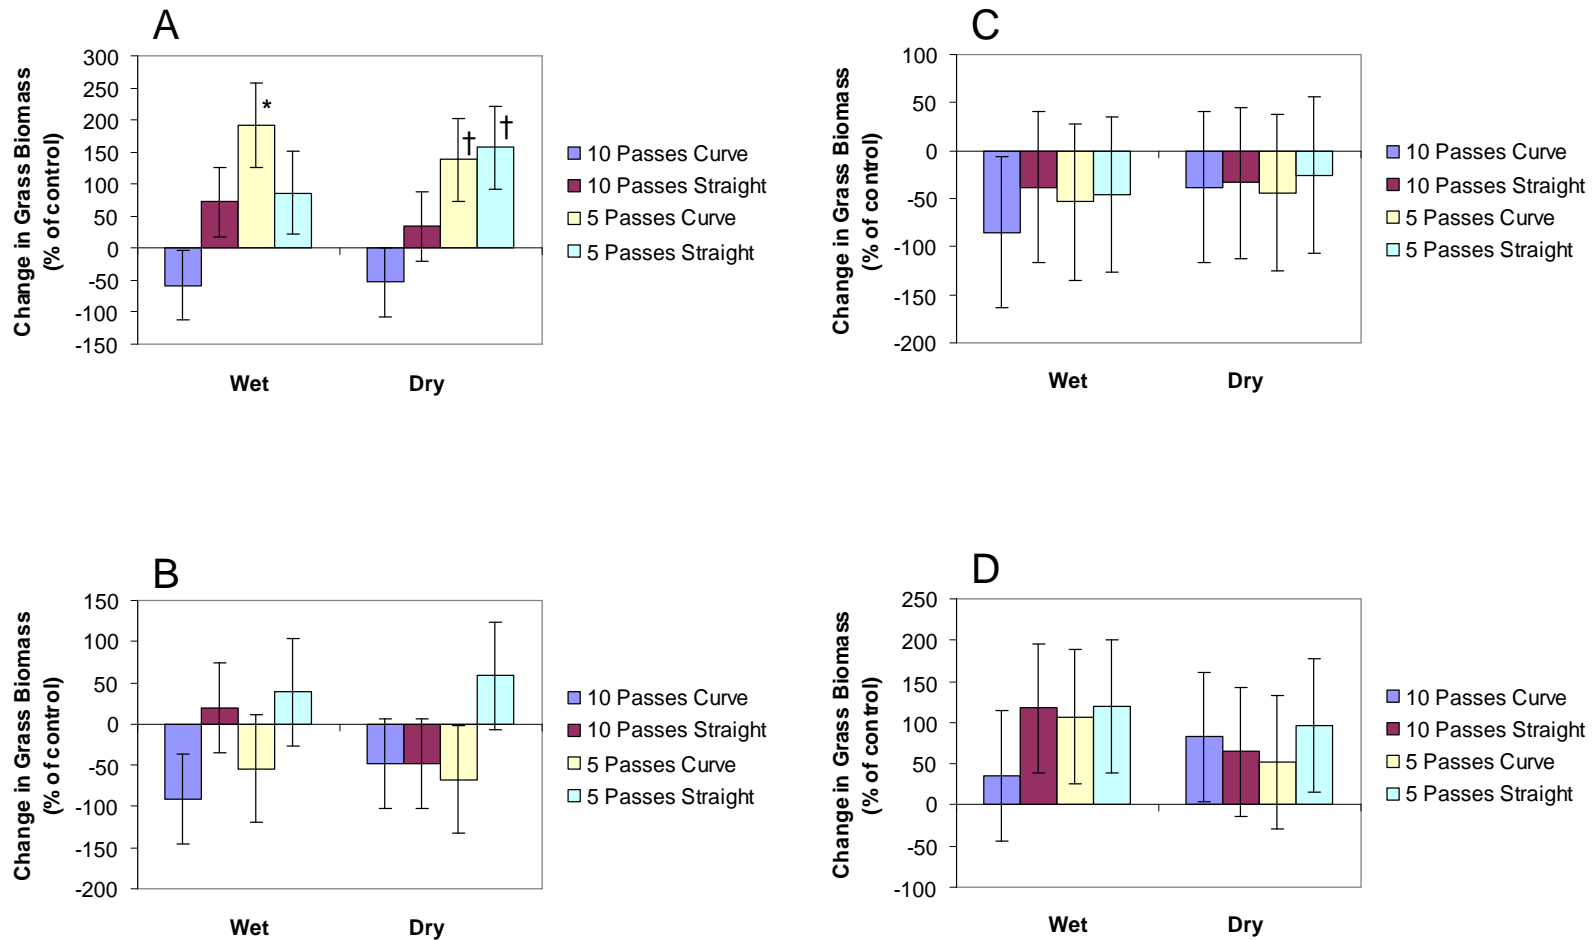 A
Change in Grass Biomass
(% of control)
300
250
200
150
100
50
0
-50
-100
-150
*
†
†
Wet
Dry
10 Passes Curve
10 Passes Straight
5 Passes Curve
5 Passes Straight
C
Change in Grass Biomass
(% of control)
100
50
0
-50
-100
-150
-200
Wet
Dry
10 Passes Curve
10 Passes Straight
5 Passes Curve
5 Passes Straight
B
Change in Grass Biomass
(% of control)
150
100
50
0
-50
-100
-150
-200
Wet
Dry
10 Passes Curve
10 Passes Straight
5 Passes Curve
5 Passes Straight
D
Change in Grass Biomass
(% of control)
250
200
150
100
50
0
-50
-100
Wet
Dry
10 Passes Curve
10 Passes Straight
5 Passes Curve
5 Passes Straight